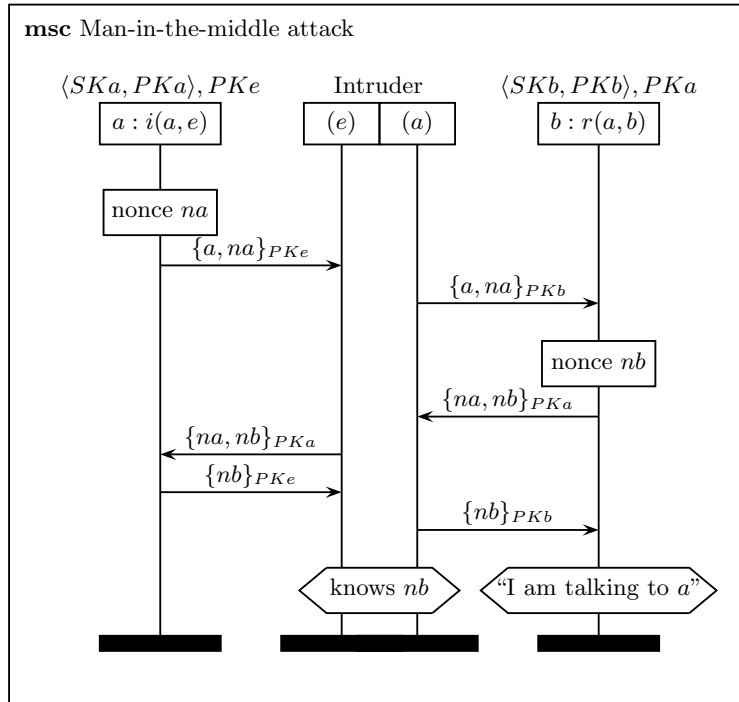 msc Man-in-the-middle attack
⟨SKa, PKa⟩, PKe
Intruder
⟨SKb, PKb⟩, PKa
a : i(a, e)
(e)
(a)
b : r(a, b)
nonce na
{a, na}PKe
{a, na}PKb
nonce nb
{na, nb}PKa
{na, nb}PKa
{nb}PKe
{nb}PKb
knows nb
“I am talking to a”